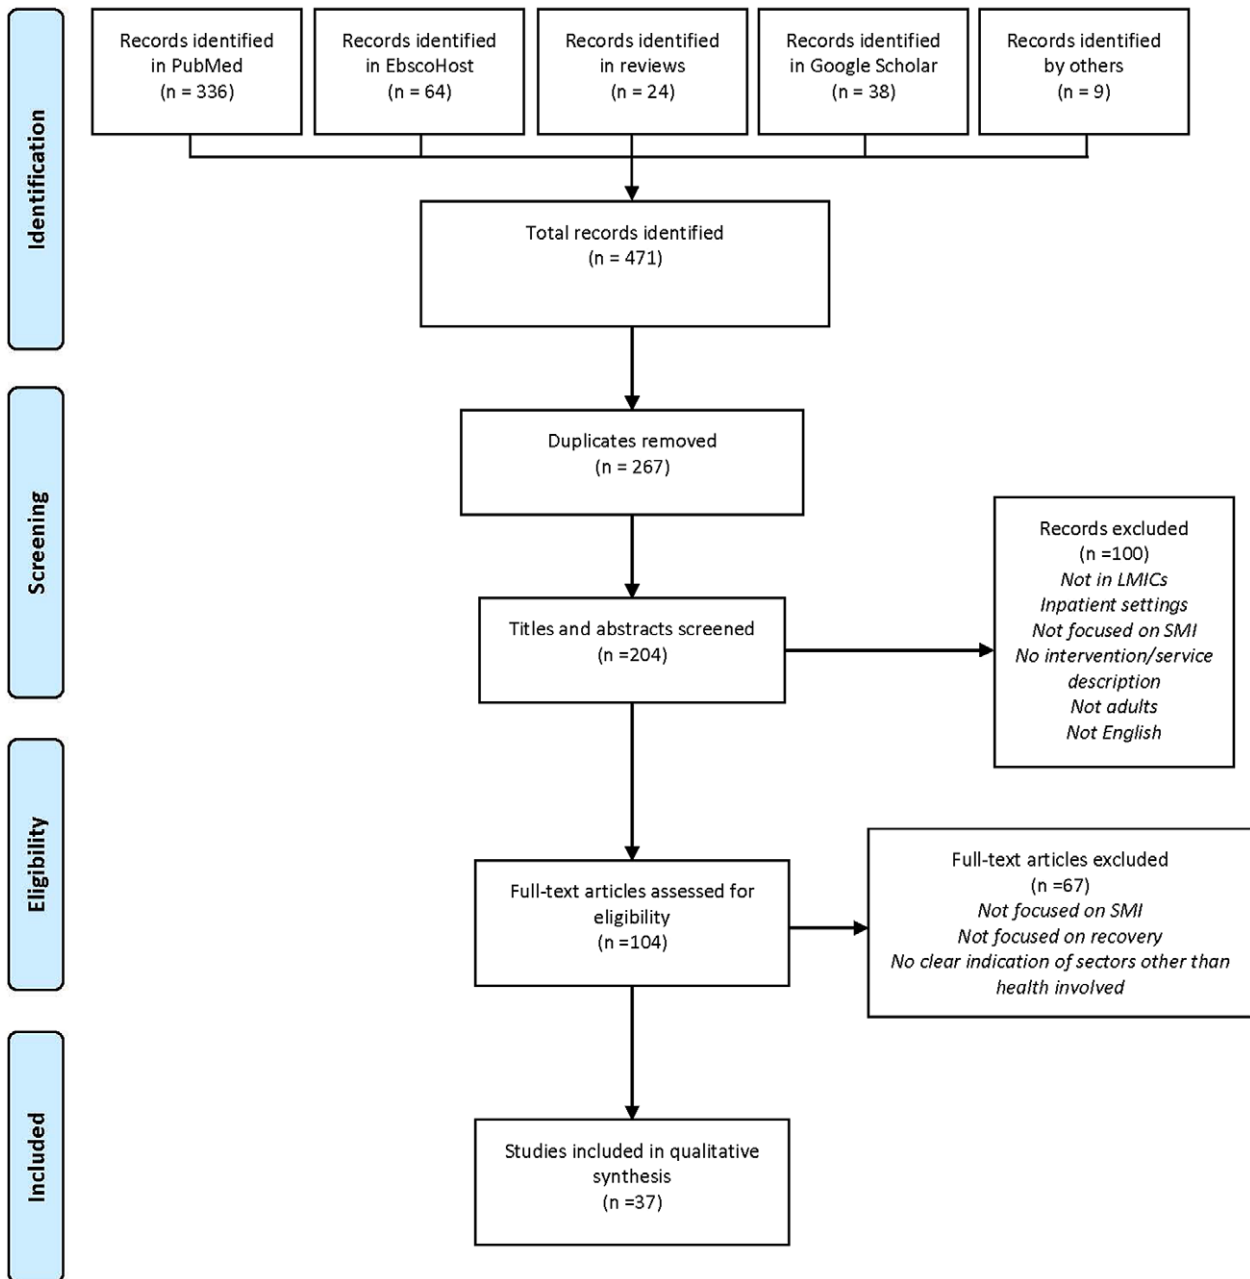 Identification
Records identified
in PubMed
(n = 336)
Records identified
in EbscoHost
(n = 64)
Records identified
in reviews
(n = 24)
Records identified
in Google Scholar
(n = 38)
Records identified
by others
(n = 9)
Total records identified
(n = 471)
Screening
Duplicates removed
(n = 267)
Titles and abstracts screened
(n =204)
Records excluded
(n =100)
Not in LMICs
Inpatient settings
Not focused on SMI
No intervention/service
description
Not adults
Not English
Eligibility
Full-text articles assessed for
eligibility
(n =104)
Full-text articles excluded
(n =67)
Not focused on SMI
Not focused on recovery
No clear indication of sectors other than
health involved
Included
Studies included in qualitative
synthesis
(n =37)